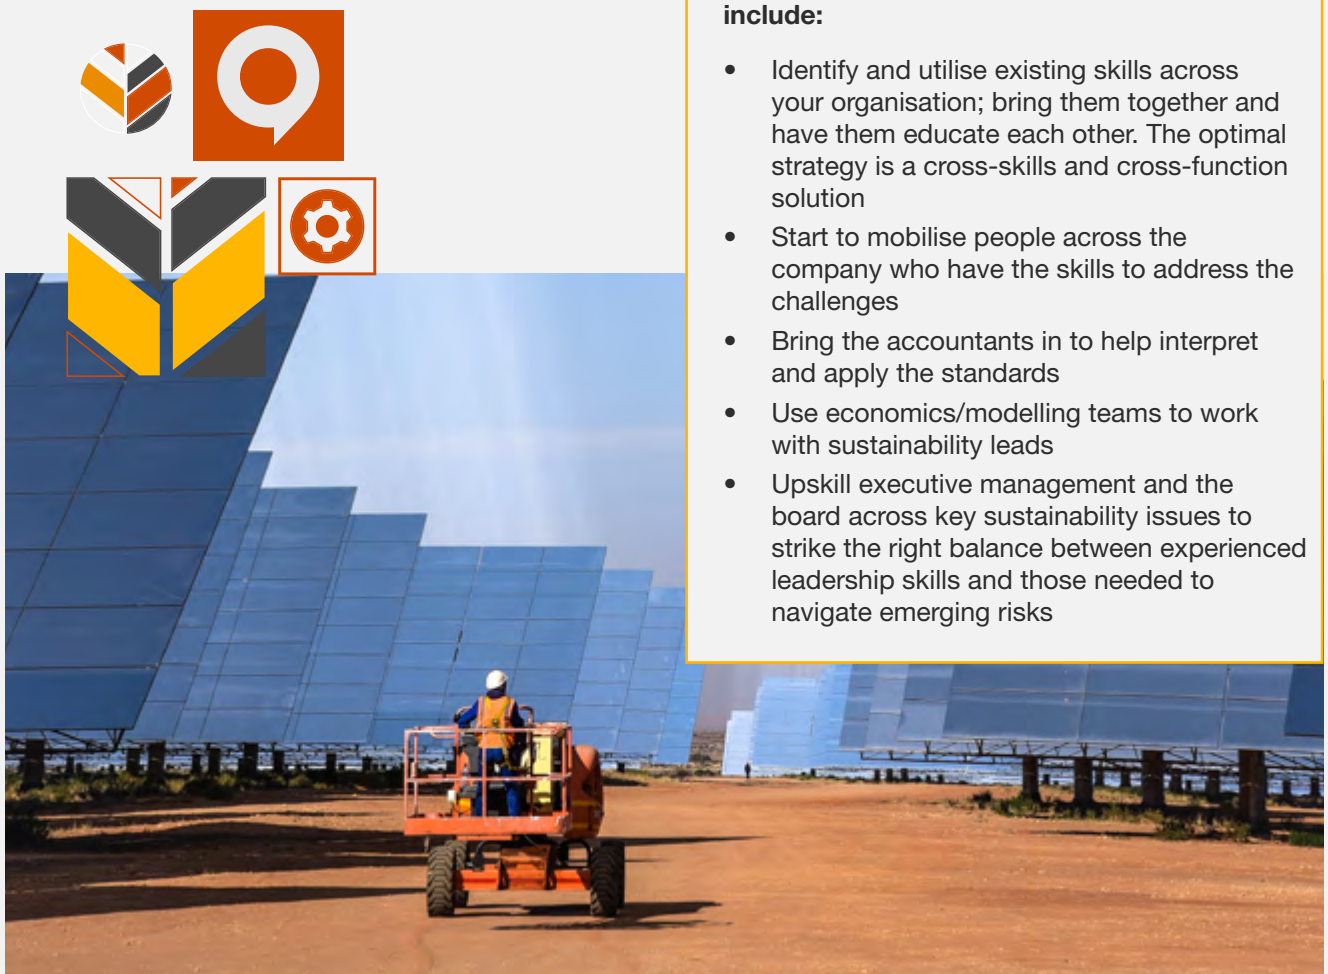 include:
• Identify and utilise existing skills across
your organisation; bring them together and
have them educate each other. The optimal
strategy is a cross-skills and cross-function
solution
• Start to mobilise people across the
company who have the skills to address the
challenges
• Bring the accountants in to help interpret
and apply the standards
• Use economics/modelling teams to work
with sustainability leads
• Upskill executive management and the
board across key sustainability issues to
strike the right balance between experienced
leadership skills and those needed to
navigate emerging risks